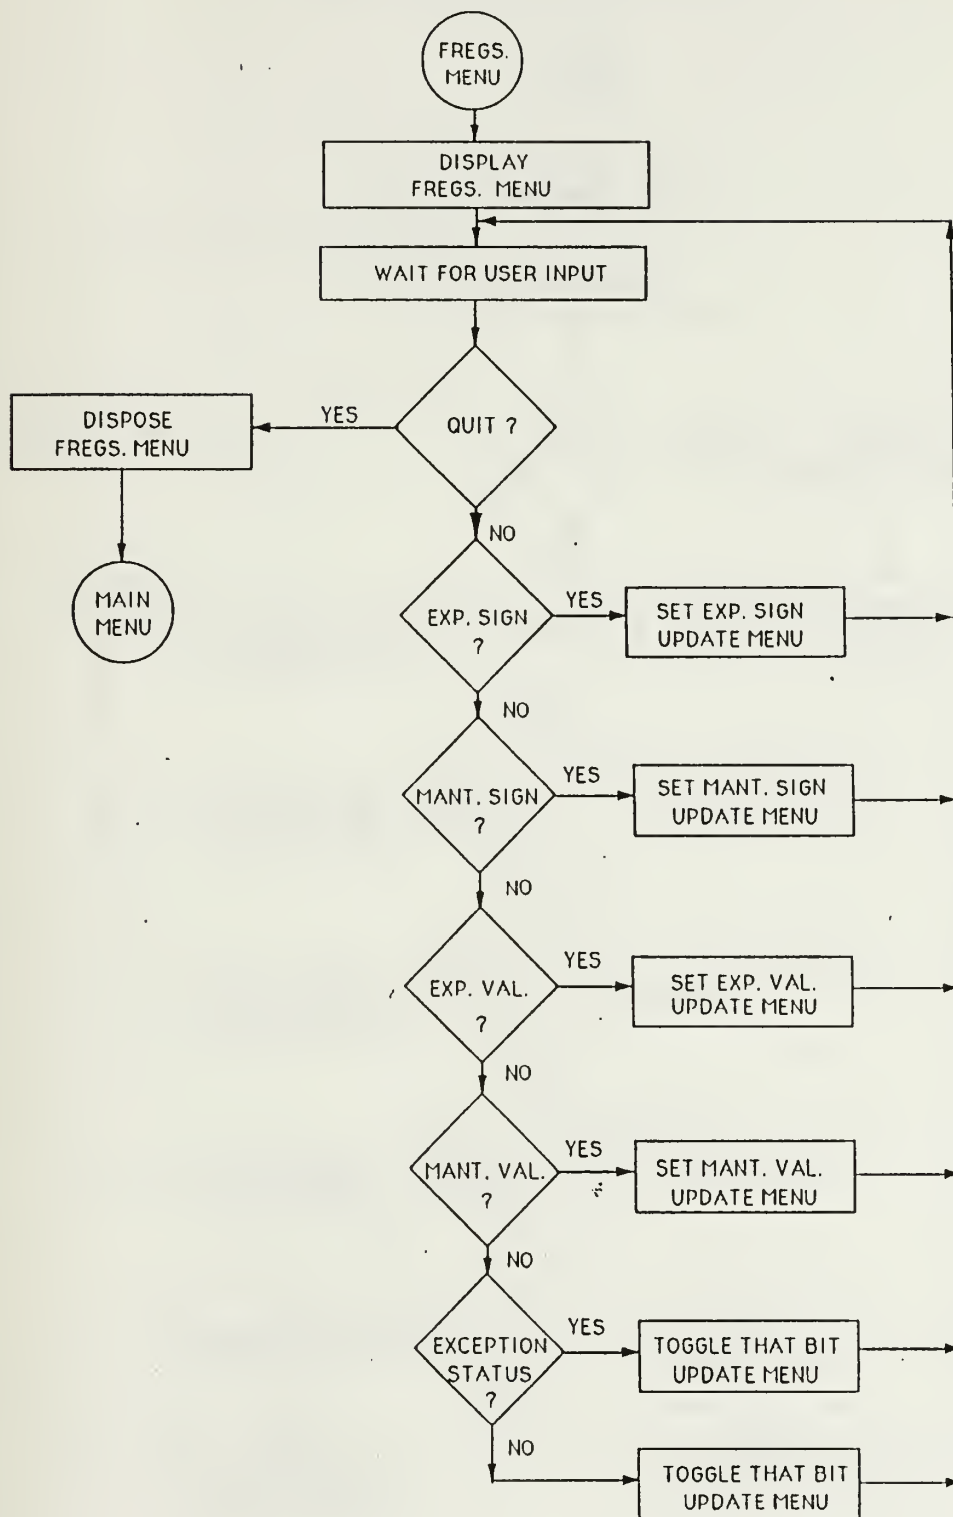 FREGS.
MENU
DISPLAY
FREGS. MENU
WAIT FOR USER INPUT
QUIT ?
YES
DISPOSE
FREGS. MENU
MAIN
MENU
NO
EXP. SIGN
?
YES
SET EXP. SIGN
UPDATE MENU
NO
MANT. SIGN
?
YES
SET MANT. SIGN
UPDATE MENU
NO
EXP. VAL.
?
YES
SET EXP. VAL.
UPDATE MENU
NO
MANT. VAL.
?
YES
SET MANT. VAL.
UPDATE MENU
NO
EXCEPTION
STATUS
?
YES
TOGGLE THAT BIT
UPDATE MENU
NO
TOGGLE THAT BIT
UPDATE MENU